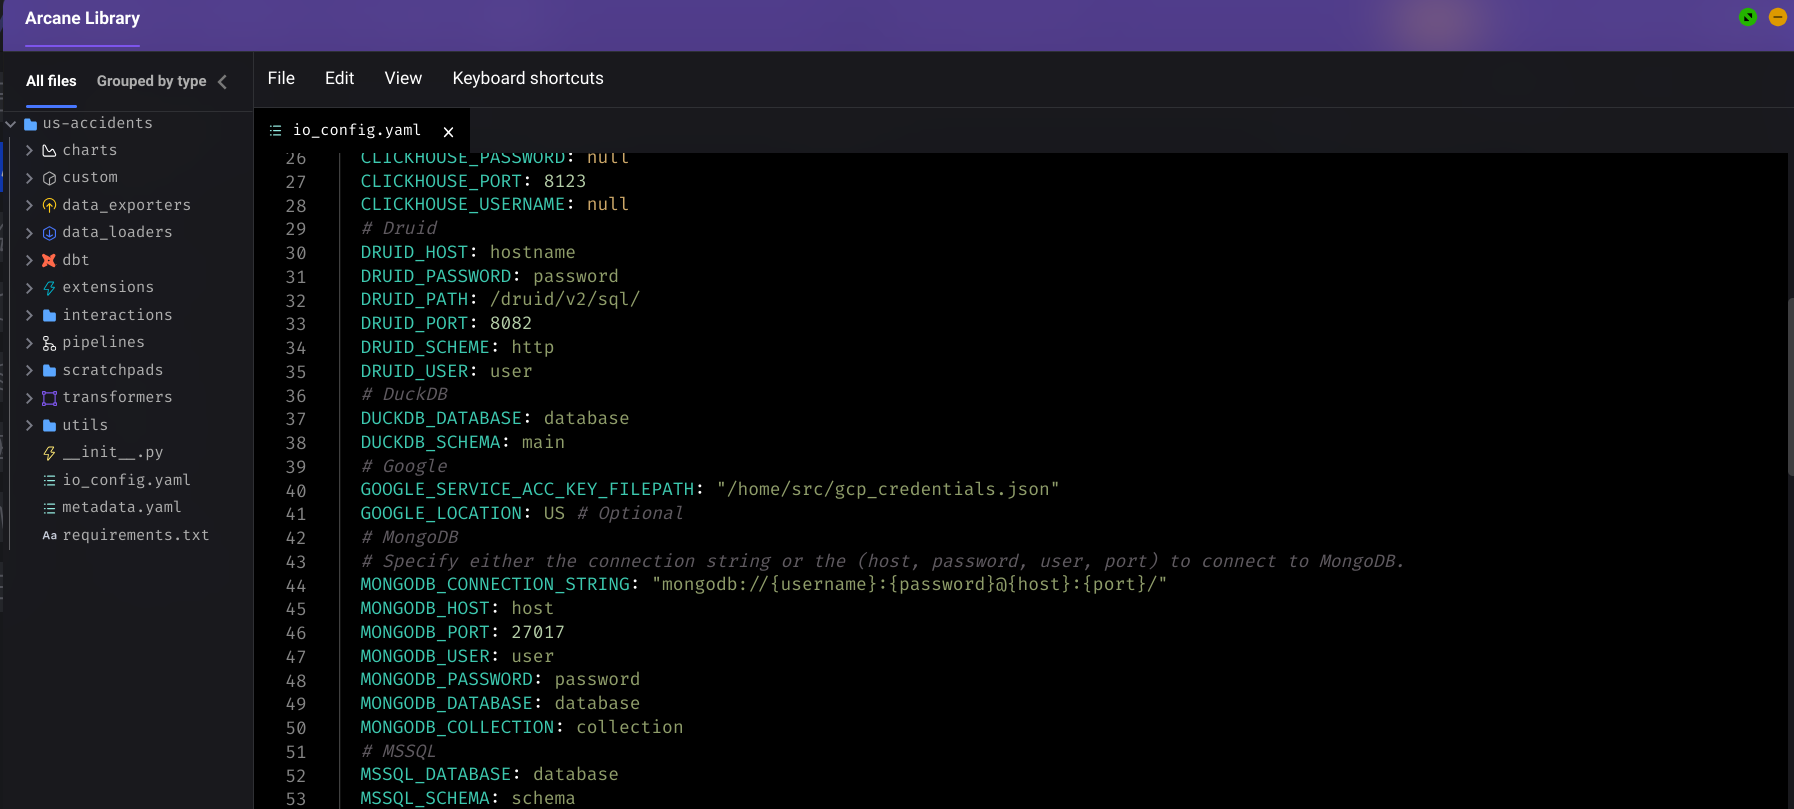 Arcane Library
All files Grouped by type
File Edit View Keyboard shortcuts
us-accidents
charts
custom
data_exporters
data_loaders
dbt
extensions
interactions
pipelines
scratchpads
transformers
utils
__init__.py
io_config.yaml
metadata.yaml
Aa requirements.txt
io_config.yaml
26 CLICKHOUSE_PASSWORD: null
27 CLICKHOUSE_PORT: 8123
28 CLICKHOUSE_USERNAME: null
29 # Druid
30 DRUID_HOST: hostname
31 DRUID_PASSWORD: password
32 DRUID_PATH: /druid/v2/sql/
33 DRUID_PORT: 8082
34 DRUID_SCHEME: http
35 DRUID_USER: user
36 # DuckDB
37 DUCKDB_DATABASE: database
38 DUCKDB_SCHEMA: main
39 # Google
40 GOOGLE_SERVICE_ACC_KEY_FILEPATH: "/home/src/gcp_credentials.json"
41 GOOGLE_LOCATION: US # Optional
42 # MongoDB
43 # Specify either the connection string or the (host, password, user, port) to connect to MongoDB.
44 MONGODB_CONNECTION_STRING: "mongodb://{username}:{password}@{host}:{port}/"
45 MONGODB_HOST: host
46 MONGODB_PORT: 27017
47 MONGODB_USER: user
48 MONGODB_PASSWORD: password
49 MONGODB_DATABASE: database
50 MONGODB_COLLECTION: collection
51 # MSSQL
52 MSSQL_DATABASE: database
53 MSSQL_SCHEMA: schema